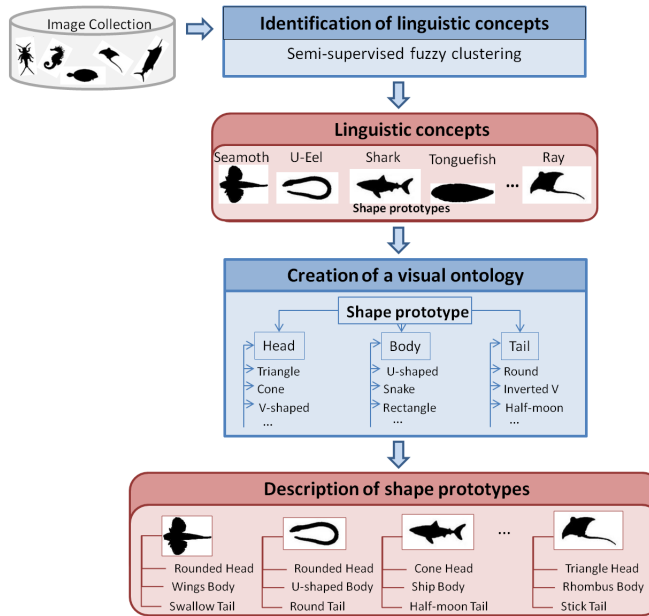 Image Collection
Identification of linguistic concepts
Semi-supervised fuzzy clustering
Linguistic concepts
Seamoth U-Eel Shark Tonguefish ... Ray
Shape prototypes
Creation of a visual ontology
Shape prototype
Head Body Tail
Triangle U-shaped Round
Cone Snake Inverted V
V-shaped Rectangle Half-moon
... ... ...
Description of shape prototypes
...
Rounded Head Rounded Head Cone Head Triangle Head
Wings Body U-shaped Body Ship Body Rhombus Body
Swallow Tail Round Tail Half-moon Tail Stick Tail